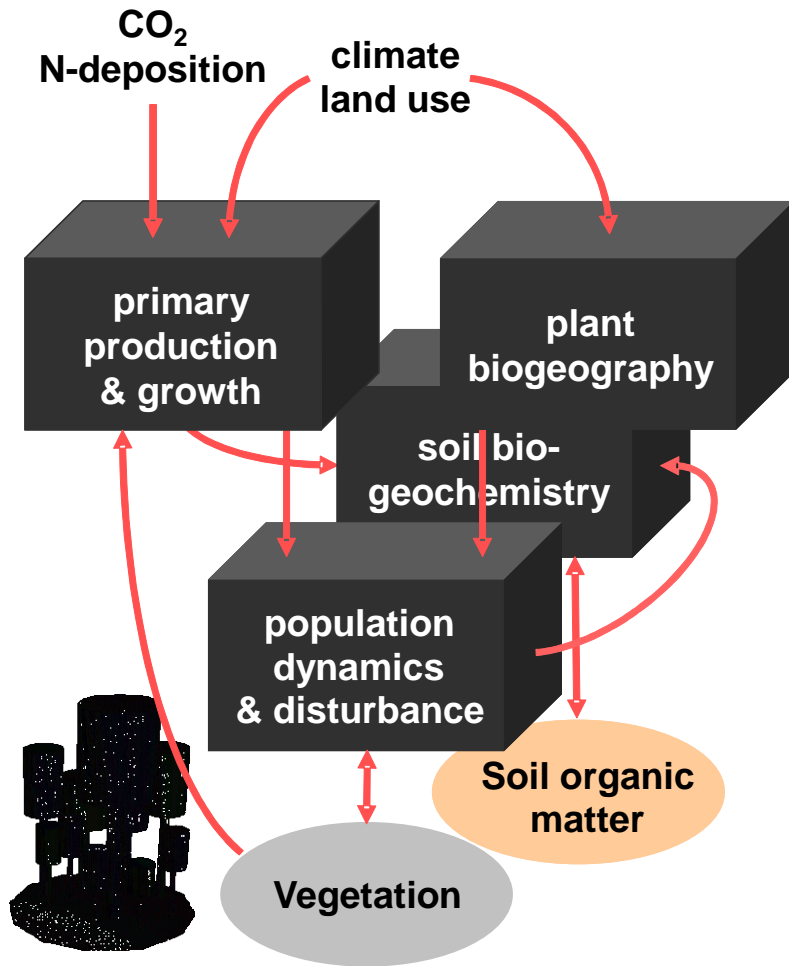 CO₂
N-deposition
climate
land use
primary
production
& growth
plant
biogeography
soil bio-
geochemistry
population
dynamics
& disturbance
Soil organic
matter
Vegetation